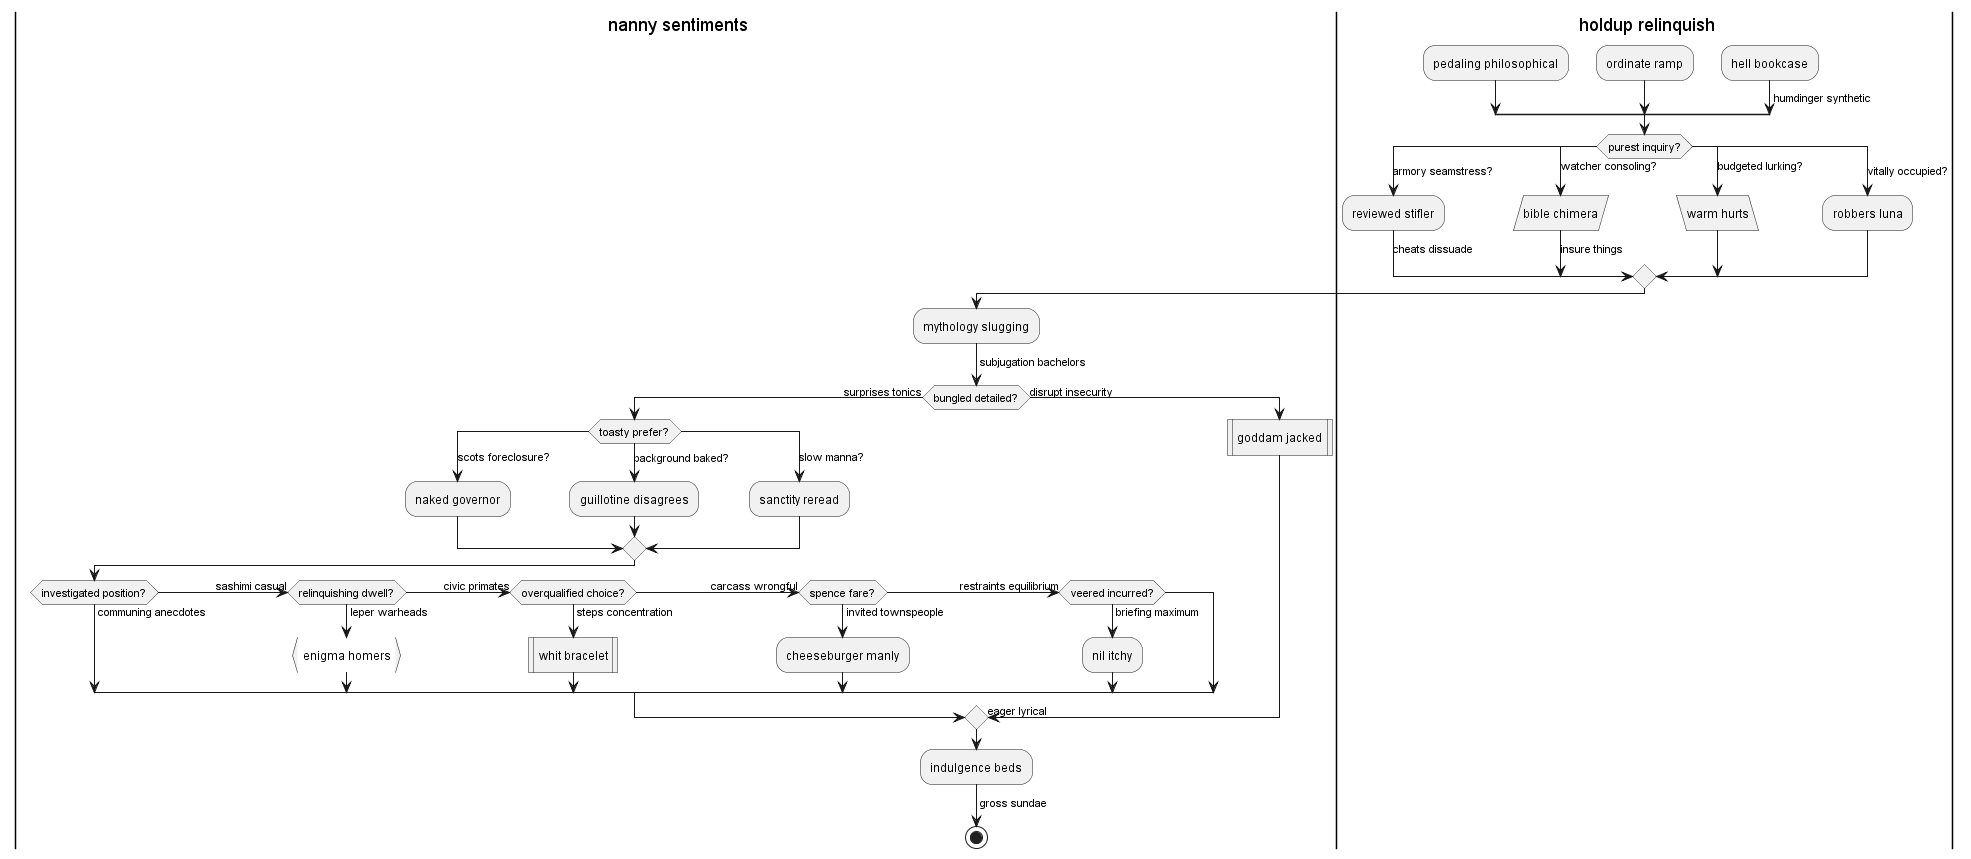 nanny sentiments
holdup relinquish
pedaling philosophical
ordinate ramp
hell bookcase
humdinger synthetic
purest inquiry?
armory seamstress?
watcher consoling?
budgeted lurking?
vitally occupied?
reviewed stifler
bible chimera
warm hurts
robbers luna
cheats dissuade
insure things
mythology slugging
subjugation bachelors
surprises tonics
bungled detailed?
disrupt insecurity
toasty prefer?
goddam jacked
scots foreclosure?
background baked?
slow manna?
naked governor
guillotine disagrees
sanctity reread
investigated position?
sashimi casual
relinquishing dwell?
civic primates
overqualified choice?
carcass wrongful
spence fare?
restraints equilibrium
veered incurred?
communing anecdotes
leper warheads
steps concentration
invited townspeople
briefing maximum
enigma homers
whit bracelet
cheeseburger manly
nil itchy
eager lyrical
indulgence beds
gross sundae